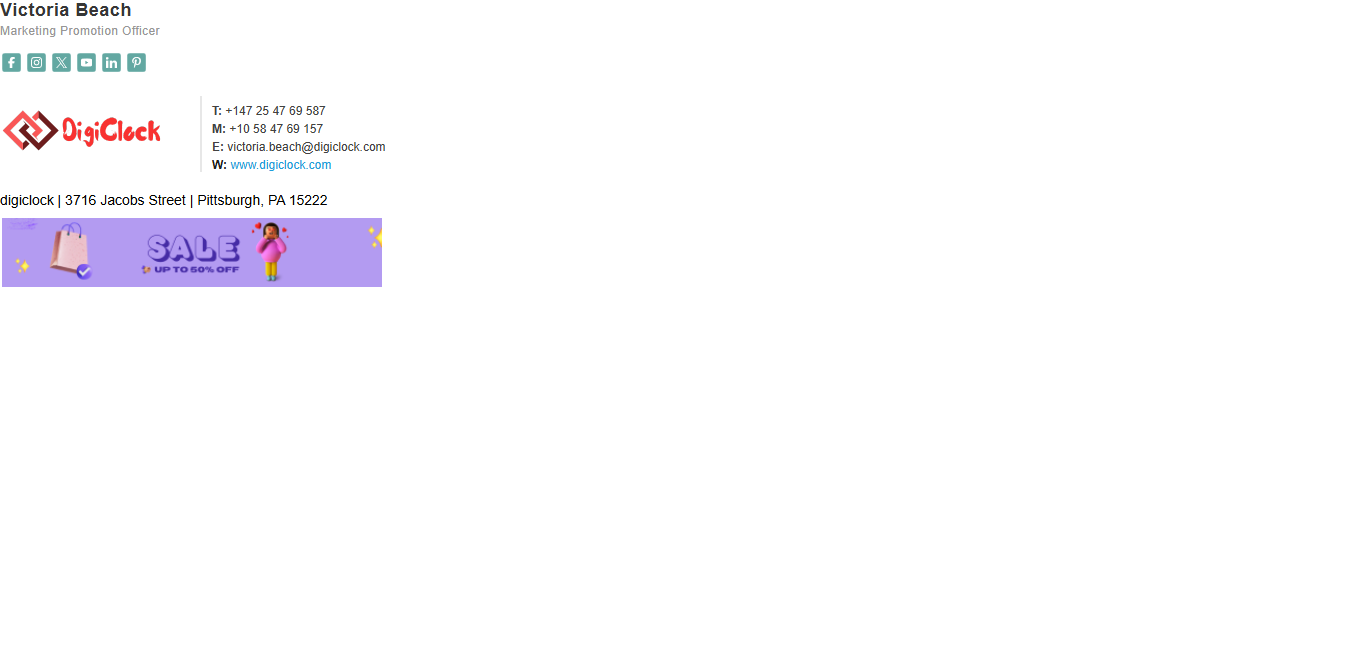 Victoria Beach
Marketing Promotion Officer
DigiClock
T: +147 25 47 69 587
M: +10 58 47 69 157
E: victoria.beach@digiclock.com
W: www.digiclock.com
digiclock | 3716 Jacobs Street | Pittsburgh, PA 15222
SALE
UP TO 50% OFF